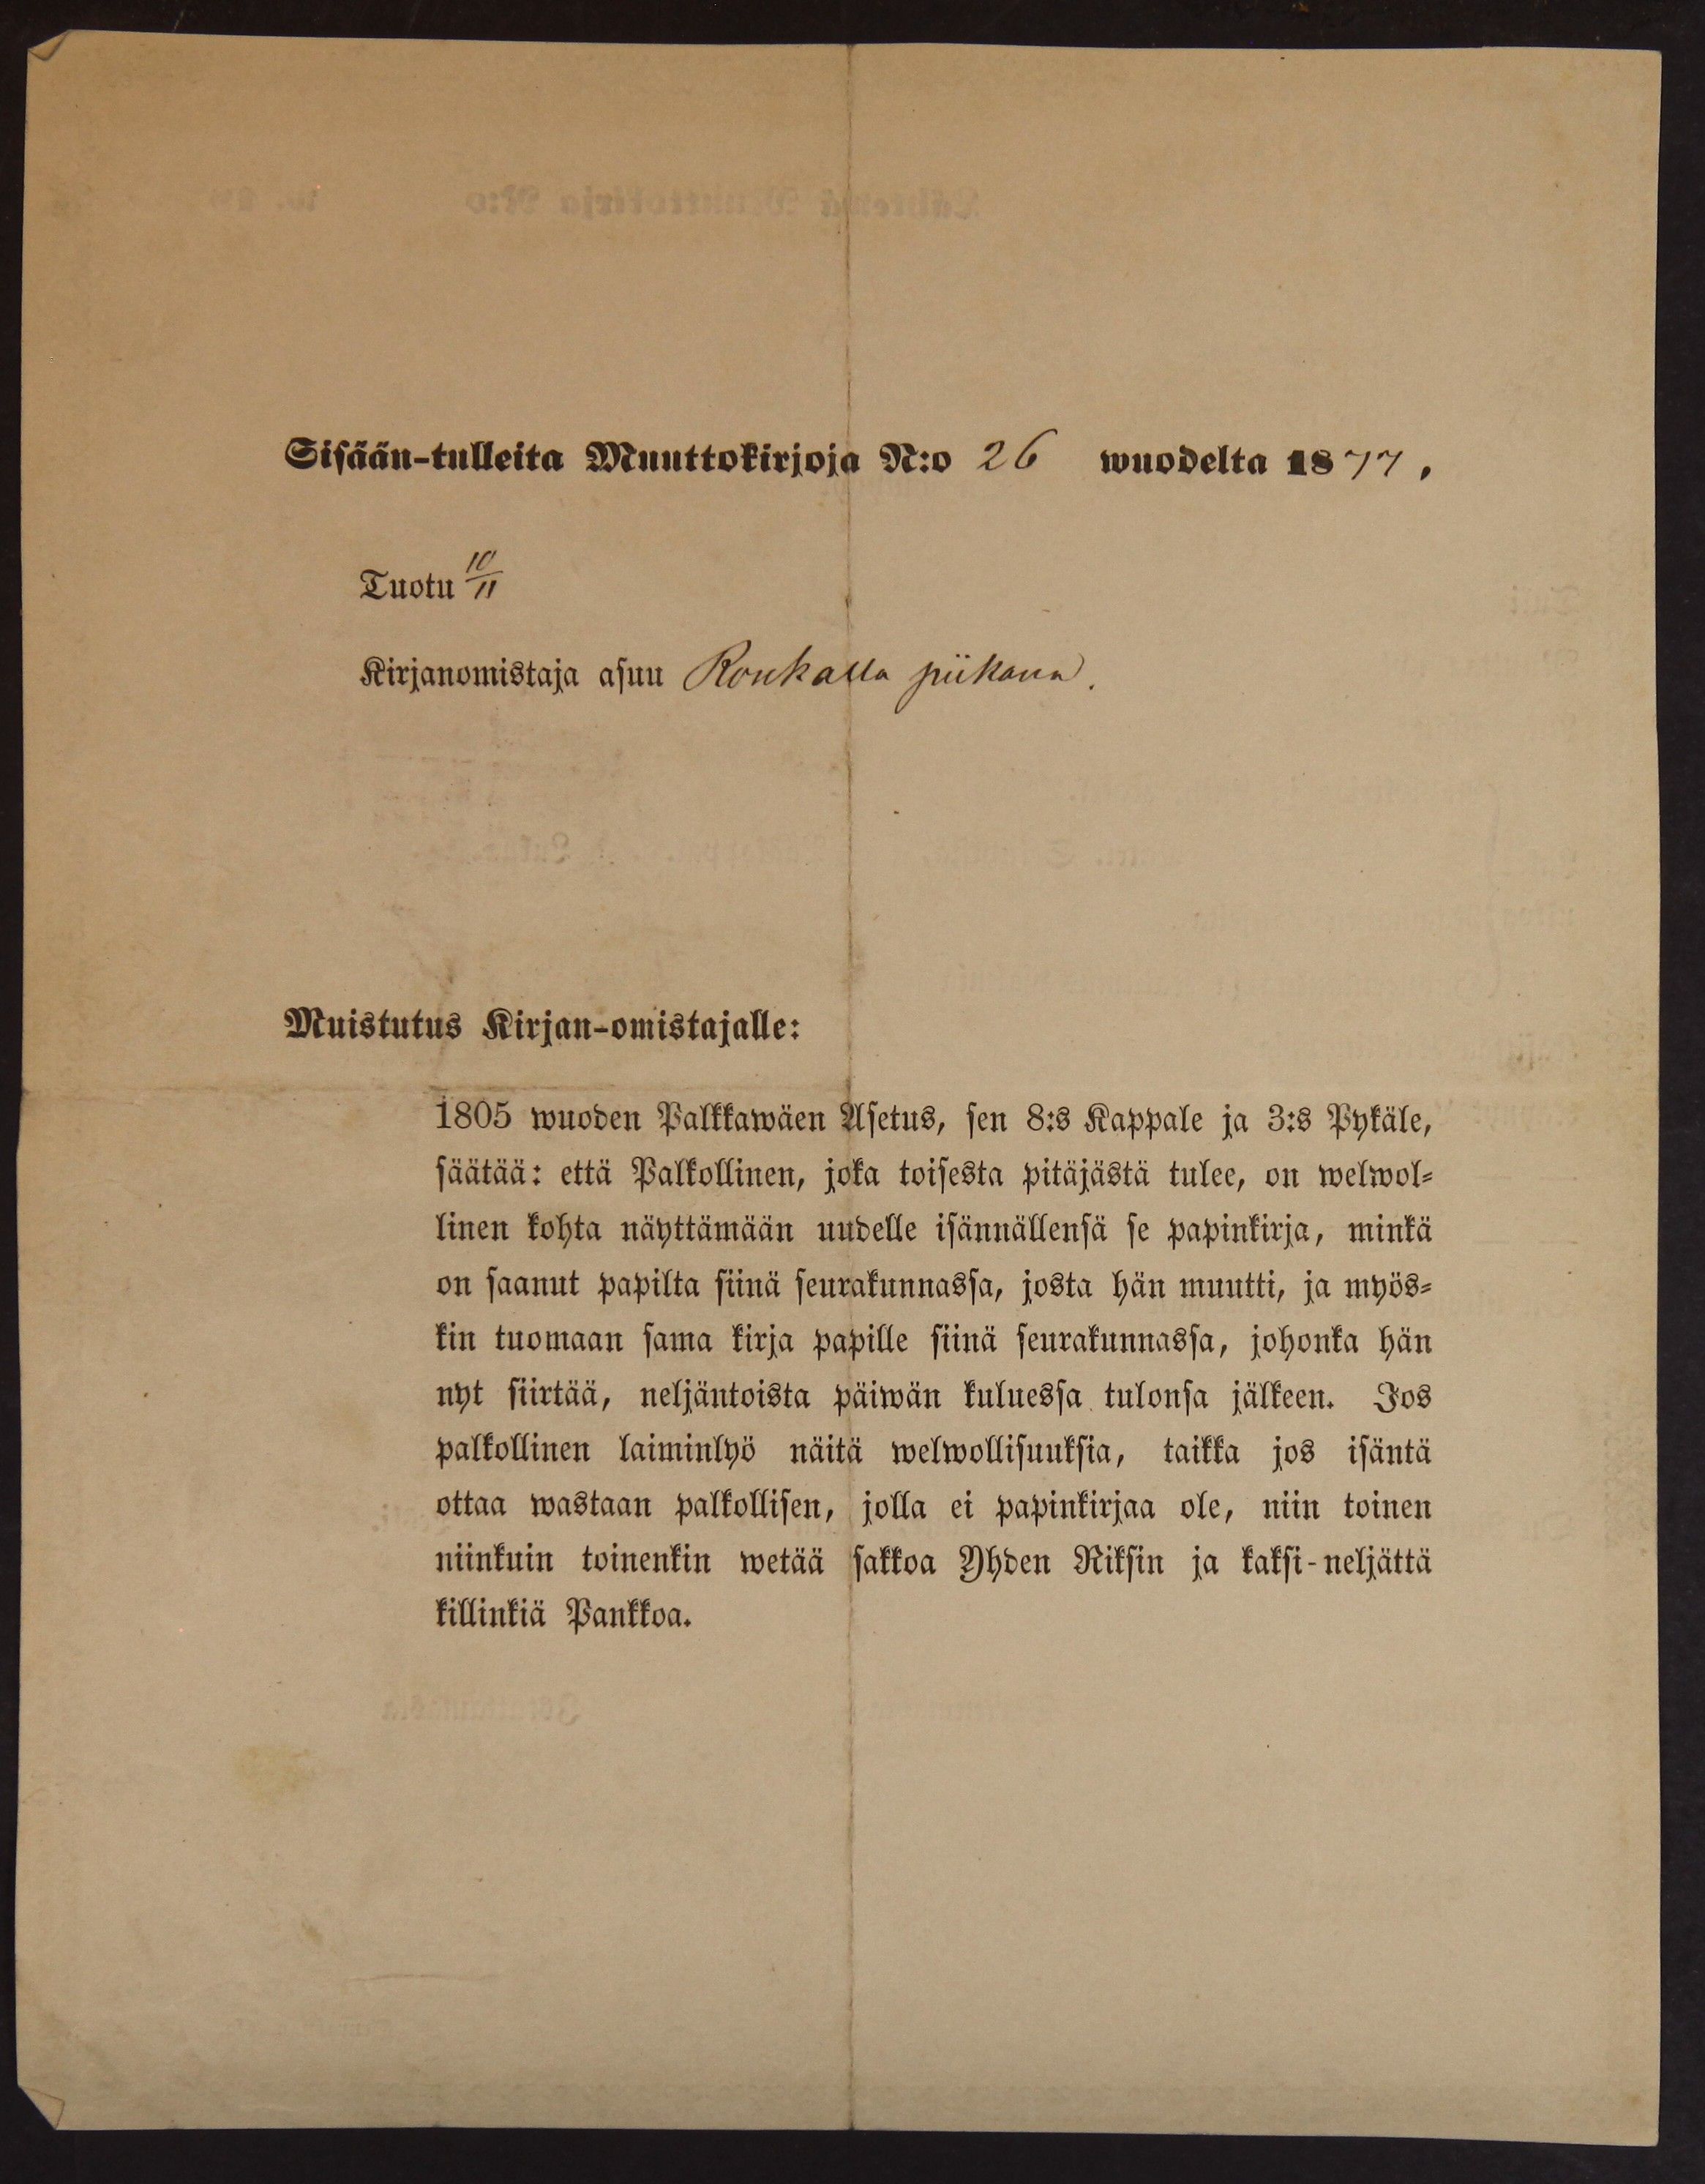 Sisään-tulleita Muuttokirjoja N:o 26 wuodelta 1877,
Tuotu 10/11
Kirjanomistaja asuu Roukalla piikana.
Muistutus Kirjan-omistajalle:
1805 wuoden Palkkawäen Asetus, sen 8:s Kappale ja 3:s Pykäle,
säätää: että Palkollinen, joka toisesta pitäjästä tulee, on welwol-
linen kohta näyttämään uudelle isännällensä se papinkirja, minkä
on saanut papilta siinä seurakunnassa, josta hän muutti, ja myös-
kin tuomaan sama kirja papille siinä seurakunnassa, johonka hän
nyt siirtää, neljäntoista päiwän kuluessa tulonsa jälkeen. Jos
palkollinen laiminlyö näitä welwollisuuksia, taikka jos isäntä
ottaa wastaan palkollisen, jolla ei papinkirjaa ole, niin toinen
niinkuin toinenkin wetää sakkoa Yhden Riksin ja kaksi-neljättä
killinkiä Pankkoa.